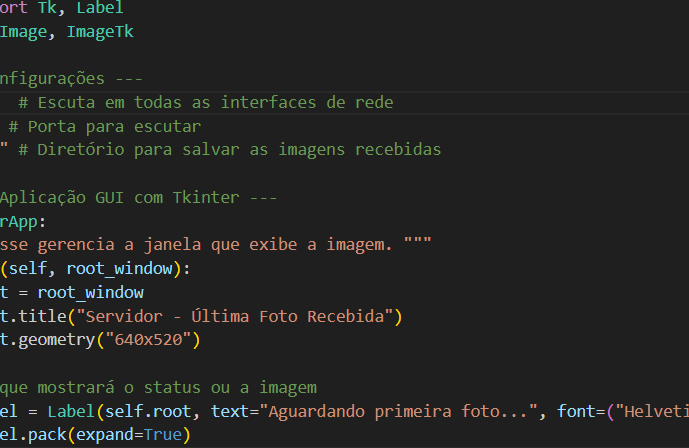 ort Tk, Label
Image, ImageTk
nfigurações ---
# Escuta em todas as interfaces de rede
# Porta para escutar
" # Diretório para salvar as imagens recebidas
Aplicação GUI com Tkinter ---
rApp:
sse gerencia a janela que exibe a imagem. """
(self, root_window):
t = root_window
t.title("Servidor - Última Foto Recebida")
t.geometry("640x520")
que mostrará o status ou a imagem
el = Label(self.root, text="Aguardando primeira foto...", font=("Helveti
el.pack(expand=True)